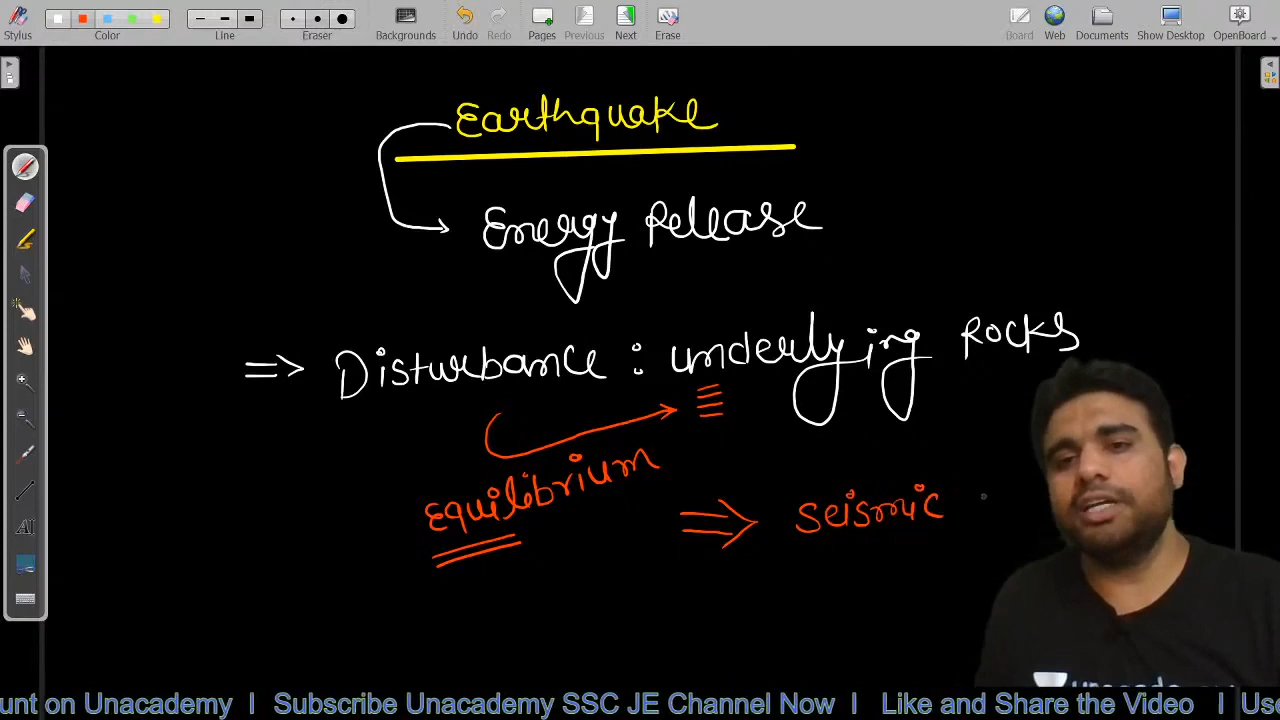 Stylus Color Line Eraser Backgrounds Undo Redo Pages Previous Next Erase Board Web Documents Show Desktop OpenBoard
Earthquake
Energy Release
=> Disturbance : underlying Rocks
Equilibrium
=> Seismic
unt on Unacademy I Subscribe Unacademy SSC JE Channel Now I Like and Share the Video I Use